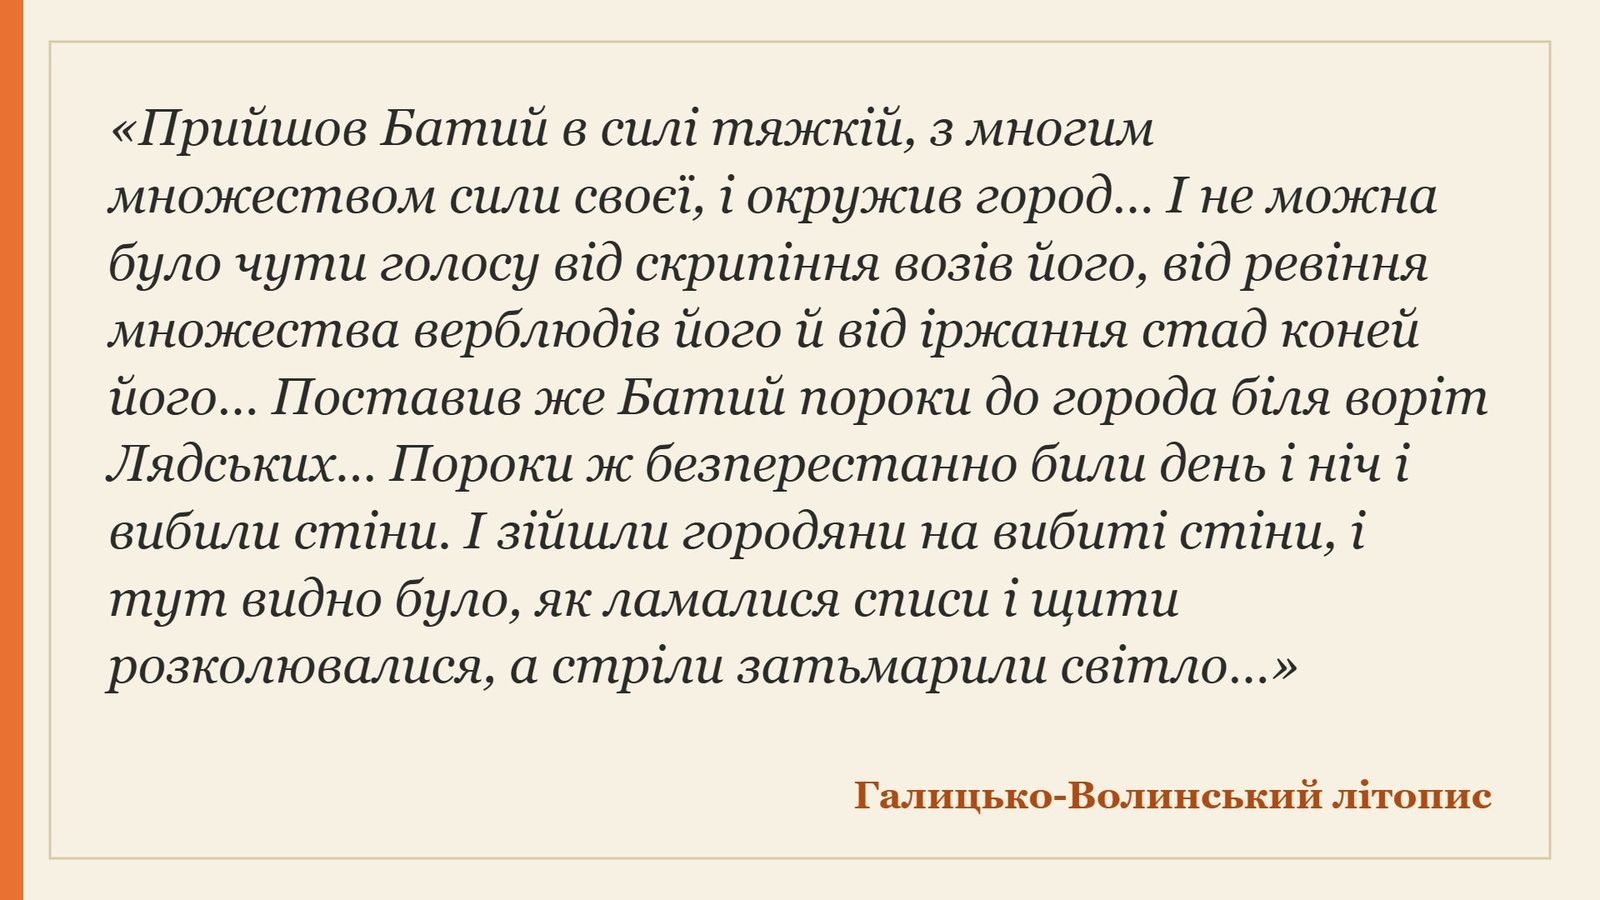 «Прийшов Батий в силі тяжкій, з многим
множеством сили своєї, і окружив город... І не можна
було чути голосу від скрипіння возів його, від ревіння
множества верблюдів його й від іржання стад коней
його... Поставив же Батий пороки до города біля воріт
Лядських... Пороки ж безперестанно били день і ніч і
вибили стіни. І зійшли городяни на вибиті стіни, і
тут видно було, як ламалися списи і щити
розколювалися, а стріли затьмарили світло...»
Галицько-Волинський літопис